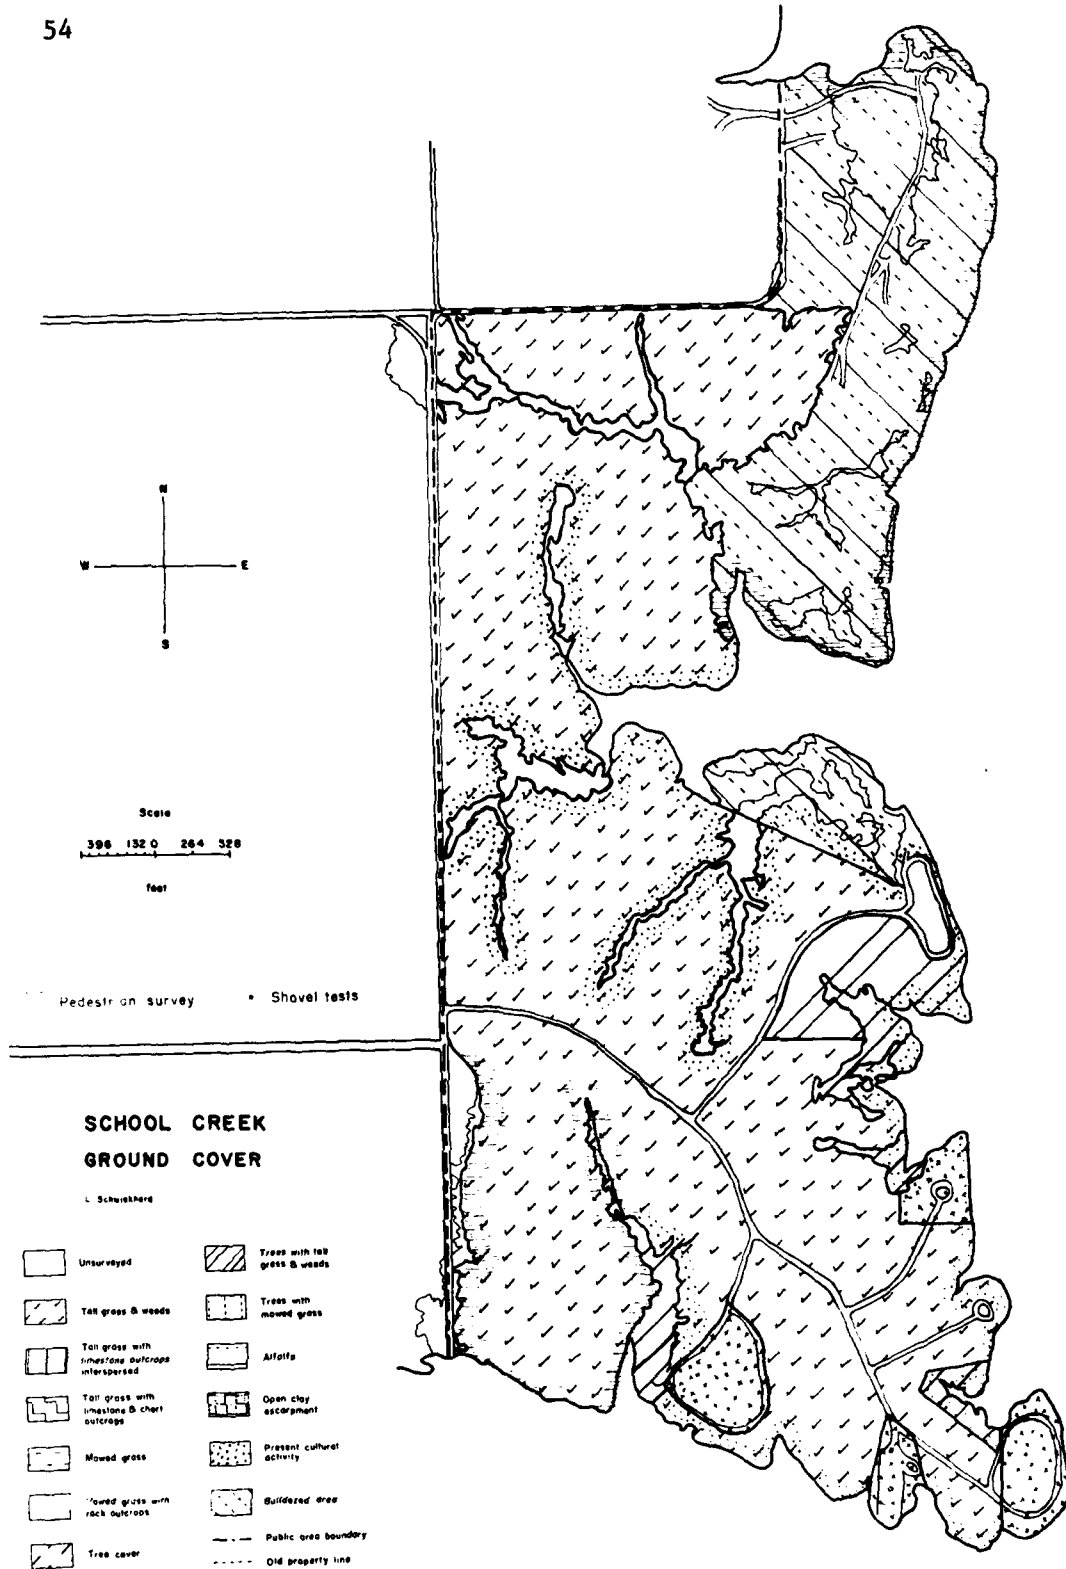 54
N
W E
S
Scale
396 132 0 264 528
feet
Pedestrian survey • Shovel tests
SCHOOL CREEK
GROUND COVER
L Schwiekhard
Unsurveyed
Tall grass & weeds
Tall grass with
limestone outcrops
interspersed
Tall grass with
limestone & chert
outcrops
Mowed grass
Mowed grass with
rock outcrops
Tree cover
Trees with tall
grass & weeds
Trees with
mowed grass
Alfalfa
Open clay
escarpment
Present cultural
activity
Bulldozed area
Public area boundary
Old property line